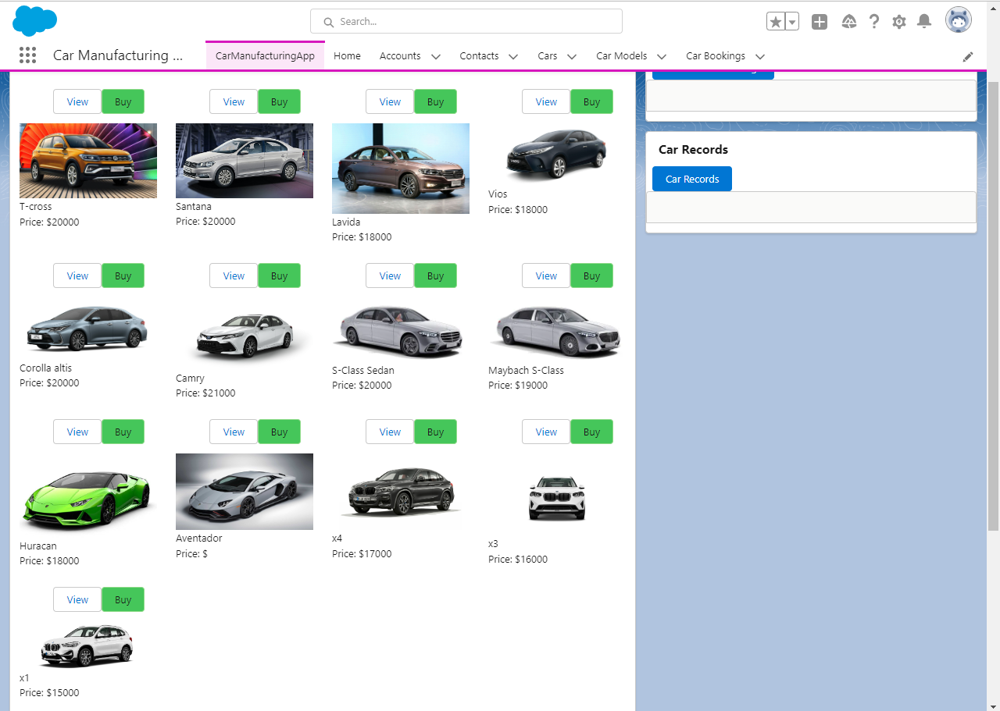 Search...
Car Manufacturing ...
CarManufacturingApp
Home
Accounts
Contacts
Cars
Car Models
Car Bookings
View
Buy
View
Buy
View
Buy
View
Buy
T-cross
Price: $20000
Santana
Price: $20000
Lavida
Price: $18000
Vios
Price: $18000
View
Buy
View
Buy
View
Buy
View
Buy
Corolla altis
Price: $20000
Camry
Price: $21000
S-Class Sedan
Price: $20000
Maybach S-Class
Price: $19000
View
Buy
View
Buy
View
Buy
View
Buy
Huracan
Price: $18000
Aventador
Price: $
x4
Price: $17000
x3
Price: $16000
View
Buy
x1
Price: $15000
Car Records
Car Records